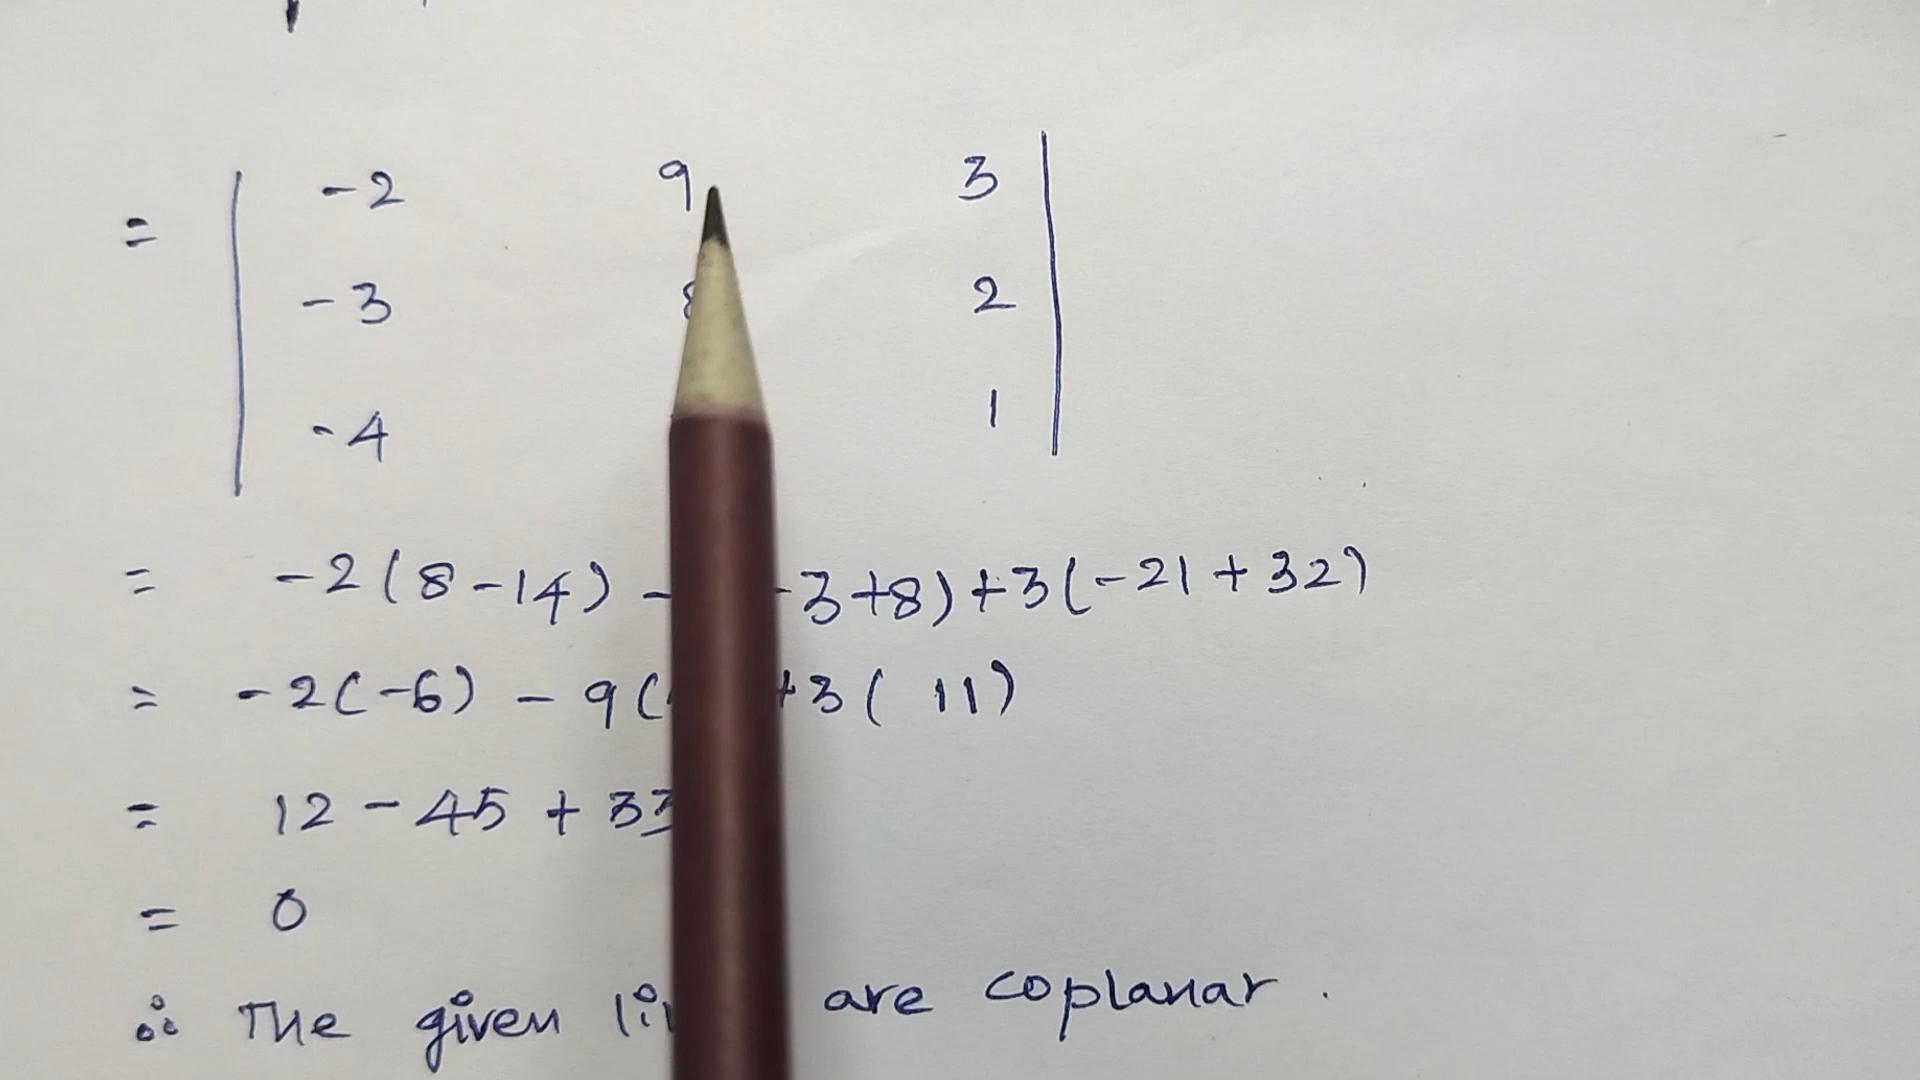 = | -2 9 3 |
-3 2
-4 1
= -2(8-14) - -3+8)+3(-21+32)
= -2(-6) - 9( +3( 11)
= 12 - 45 + 33
= 0
∴ The given are coplanar.